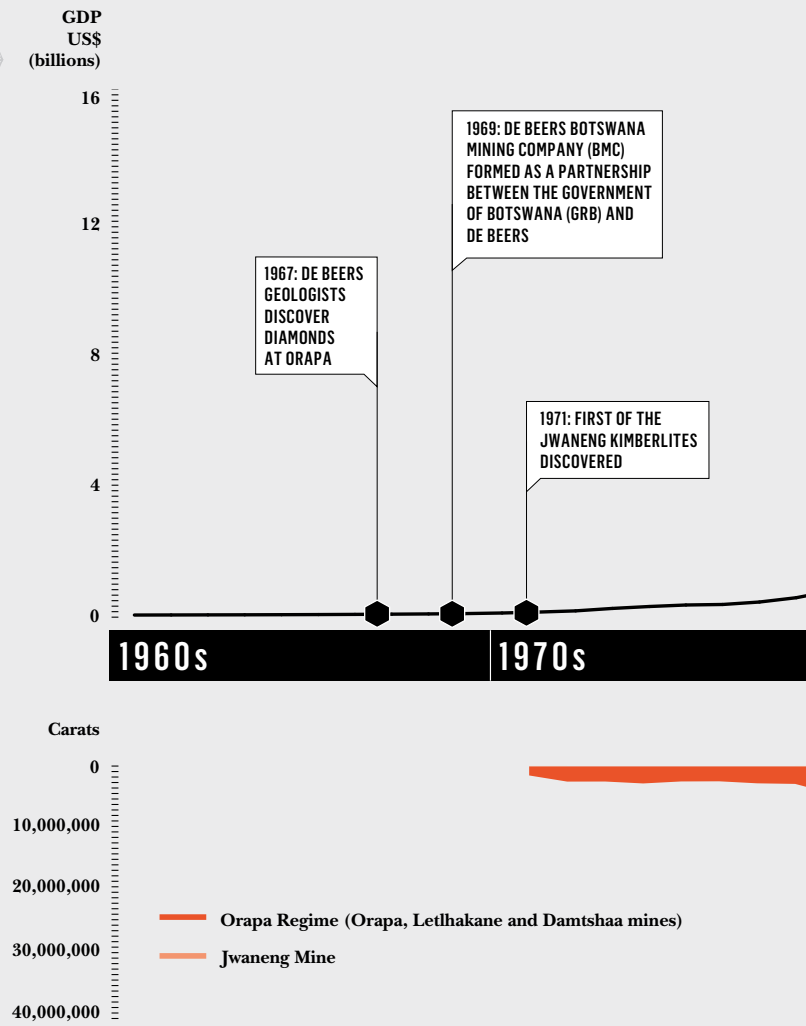 GDP
US$
(billions)
16
12
8
4
0
1967: DE BEERS
GEOLOGISTS
DISCOVER
DIAMONDS
AT ORAPA
1969: DE BEERS BOTSWANA
MINING COMPANY (BMC)
FORMED AS A PARTNERSHIP
BETWEEN THE GOVERNMENT
OF BOTSWANA (GRB) AND
DE BEERS
1971: FIRST OF THE
JWANENG KIMBERLITES
DISCOVERED
1960s
1970s
Carats
0
10,000,000
20,000,000
30,000,000
40,000,000
Orapa Regime (Orapa, Letlhakane and Damtshaa mines)
Jwaneng Mine